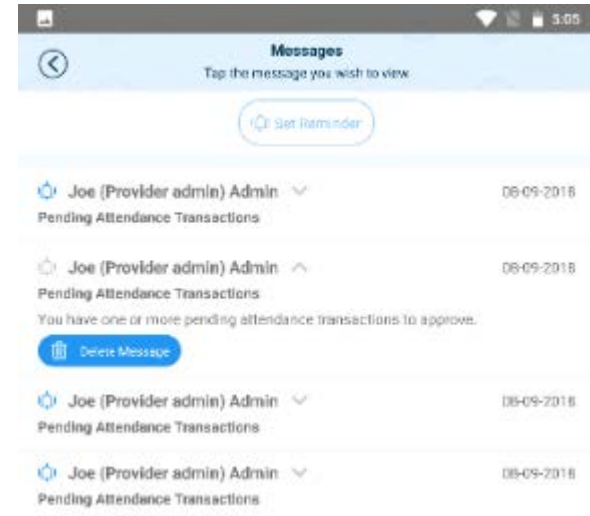 5:05
Messages
Tap the message you wish to view
Set Reminder
Joe (Provider admin) Admin 08-09-2018
Pending Attendance Transactions
Joe (Provider admin) Admin 08-09-2018
Pending Attendance Transactions
You have one or more pending attendance transactions to approve.
Delete Message
Joe (Provider admin) Admin 08-09-2018
Pending Attendance Transactions
Joe (Provider admin) Admin 08-09-2018
Pending Attendance Transactions